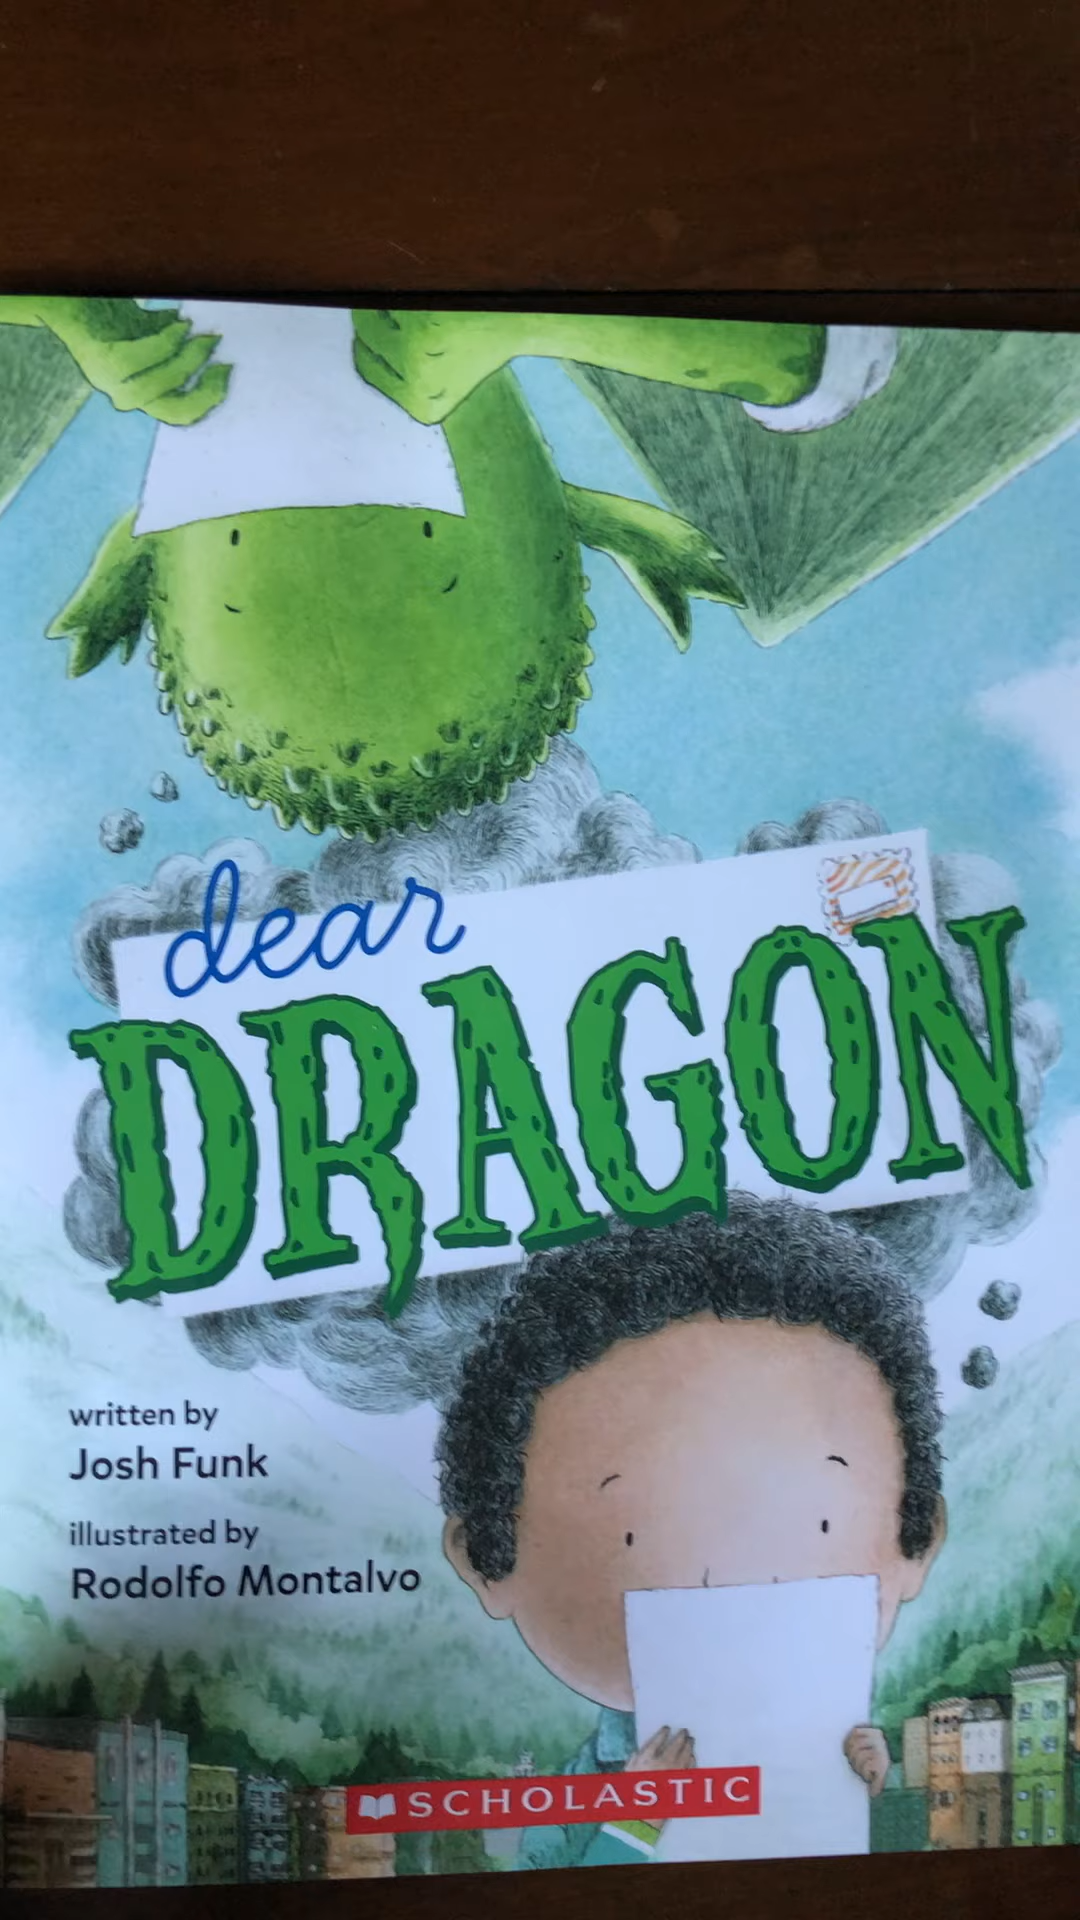 dear
DRAGON
written by
Josh Funk
illustrated by
Rodolfo Montalvo
SCHOLASTIC